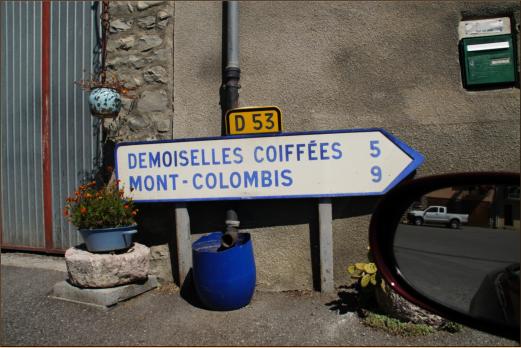 D 53
DEMOISELLES COIFFÉES 5
MONT-COLOMBIS 9